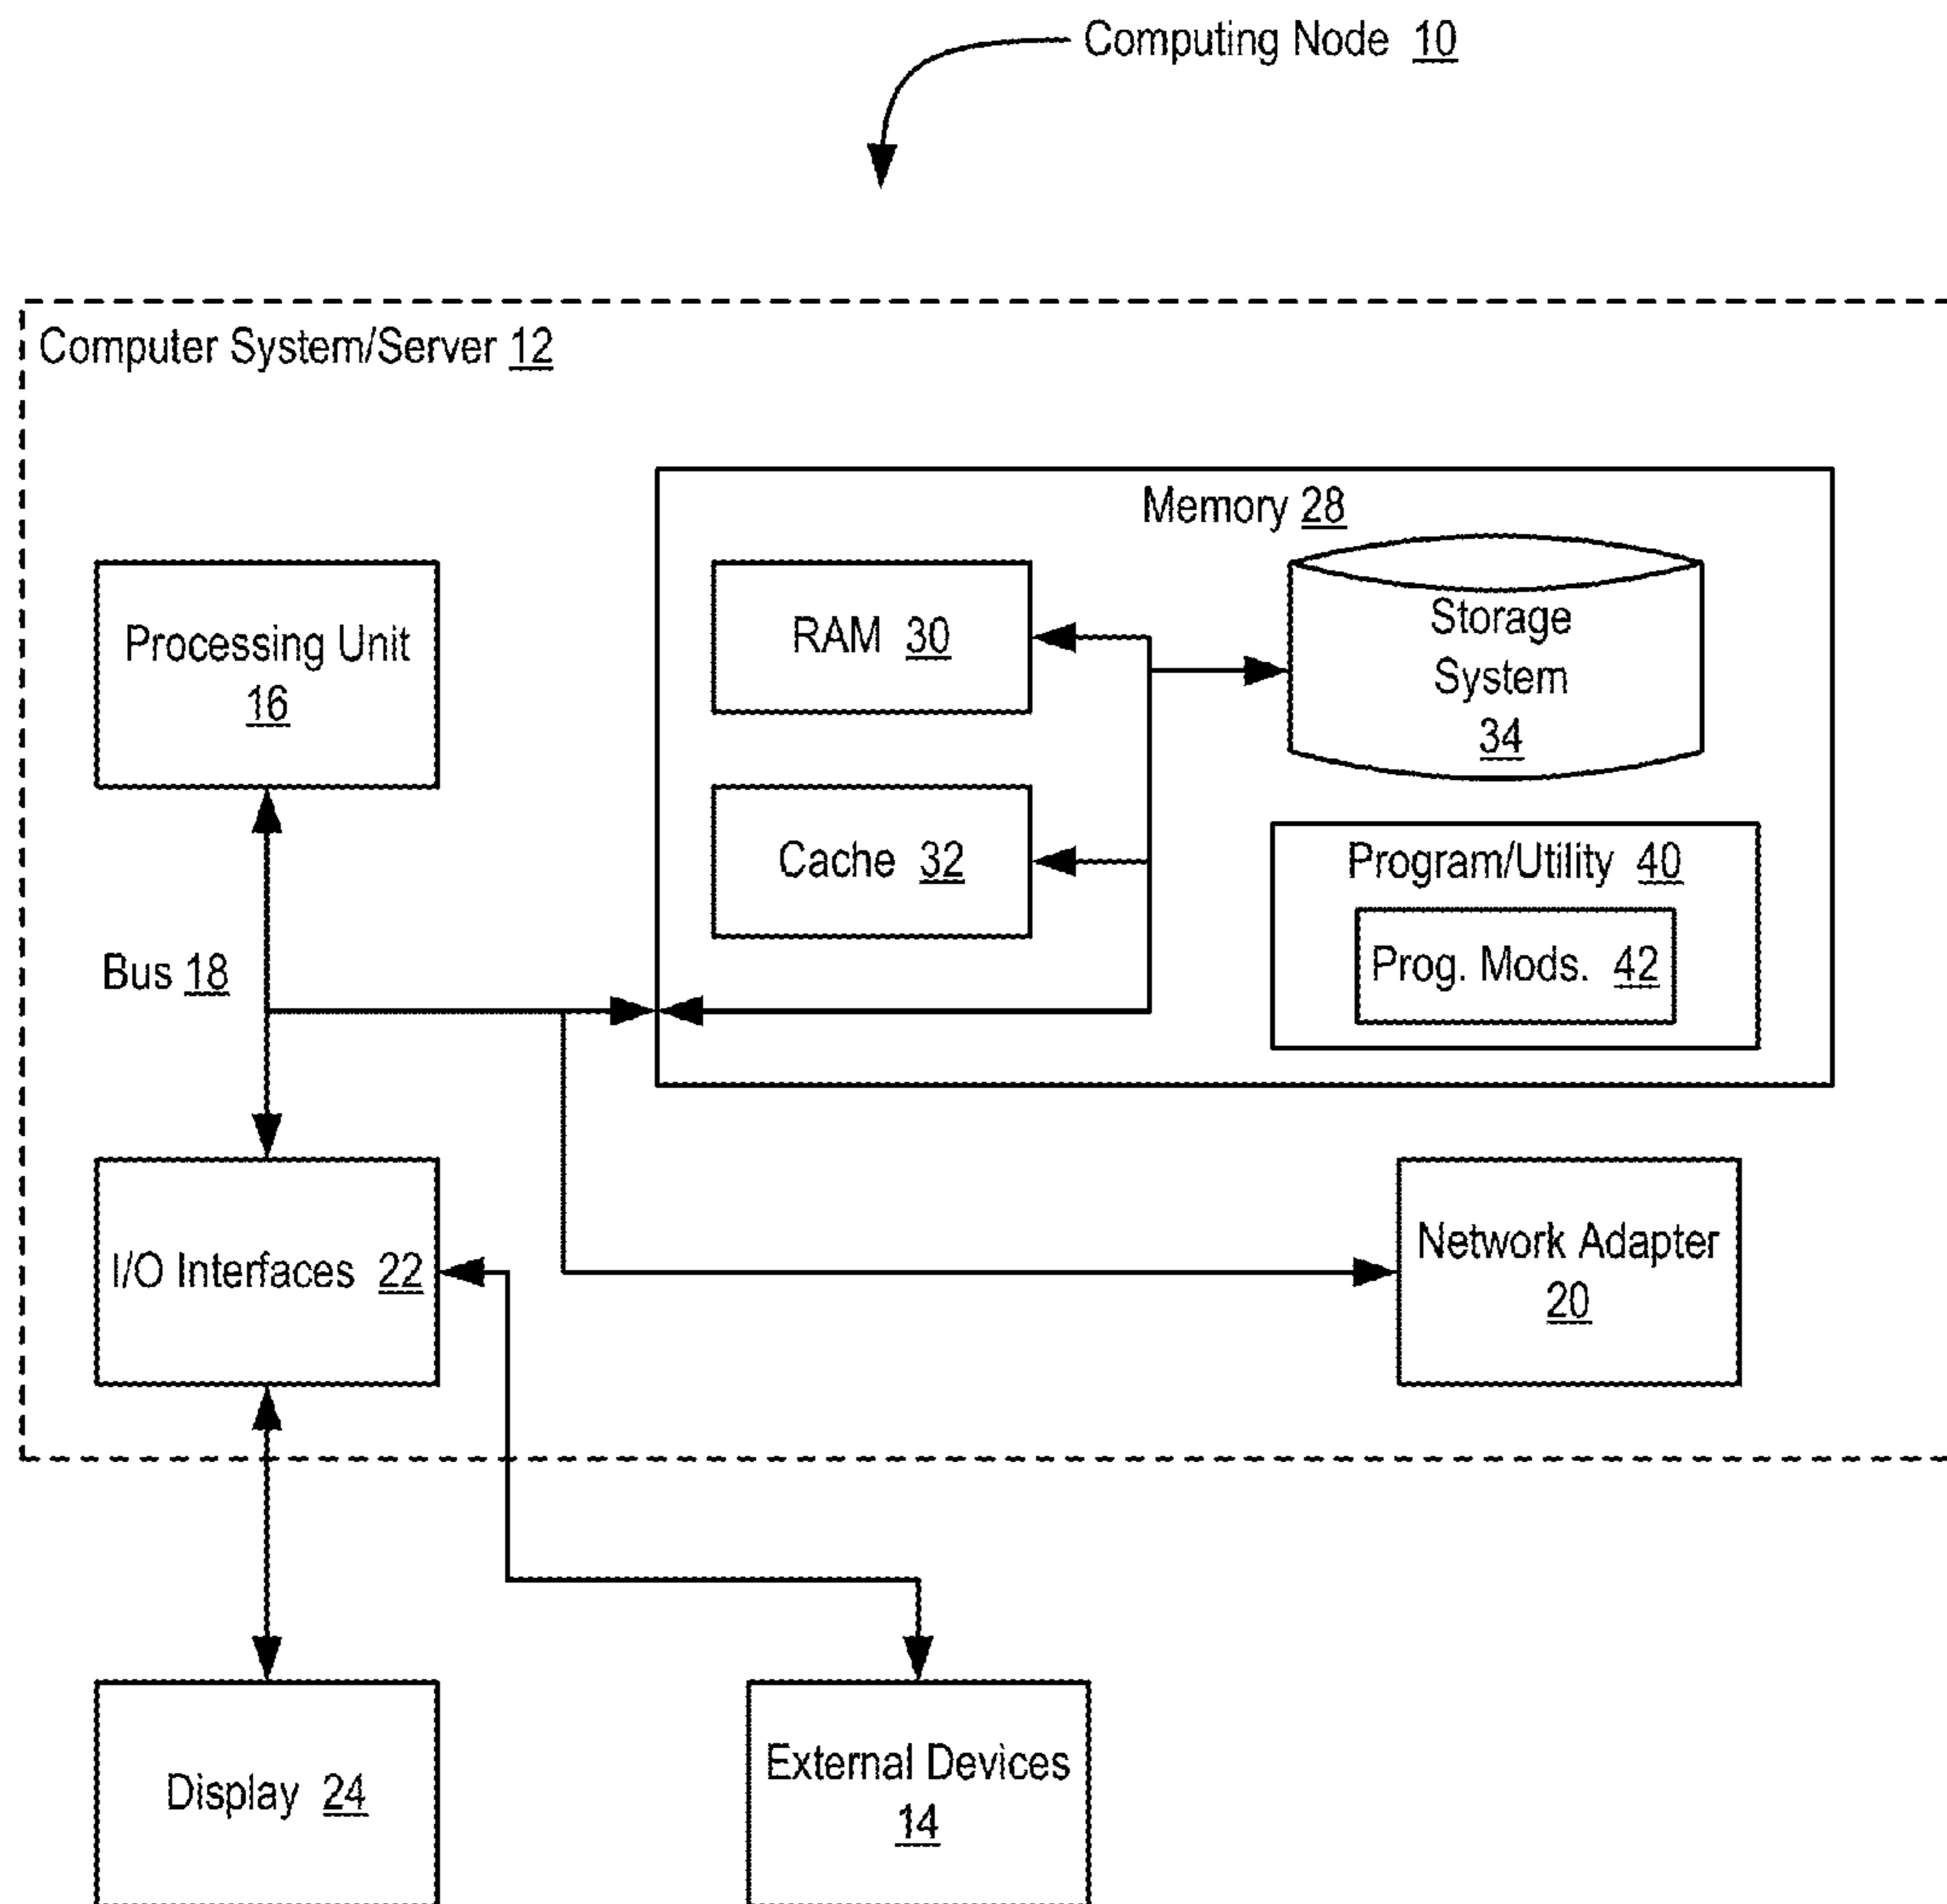 Computing Node 10
Computer System/Server 12
Memory 28
Processing Unit
16
RAM 30
Storage
System
34
Cache 32
Program/Utility 40
Prog. Mods. 42
Bus 18
I/O Interfaces 22
Network Adapter
20
Display 24
External Devices
14